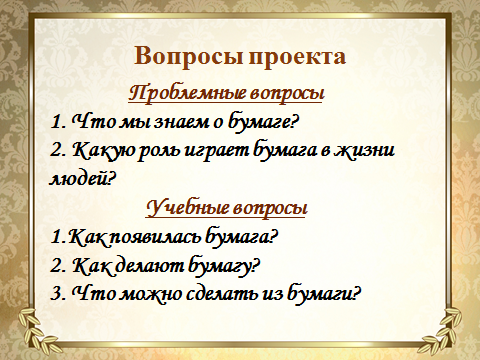 Вопросы проекта
Проблемные вопросы
1. Что мы знаем о бумаге?
2. Какую роль играет бумага в жизни
людей?
Учебные вопросы
1.Как появилась бумага?
2. Как делают бумагу?
3. Что можно сделать из бумаги?